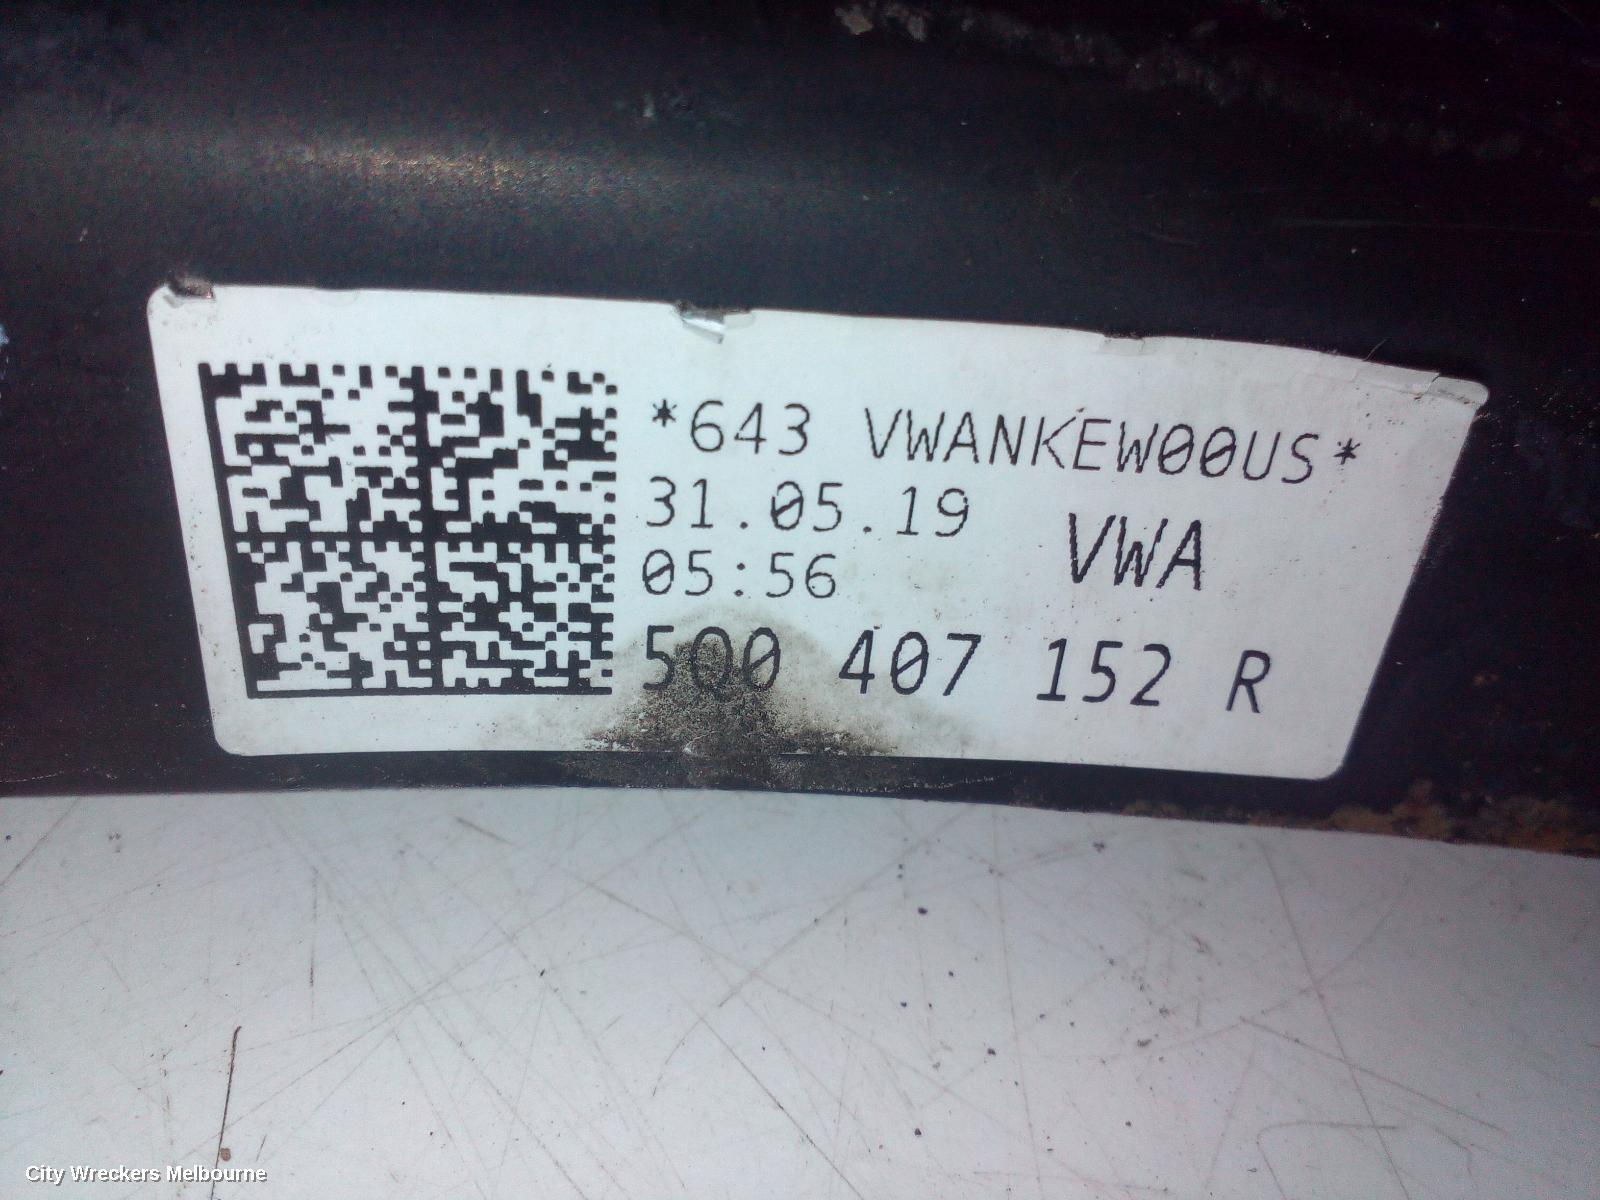 *643 VWANKEW00US*
31.05.19
VWA
05:56
5Q0 407 152 R
City Wreckers Melbourne